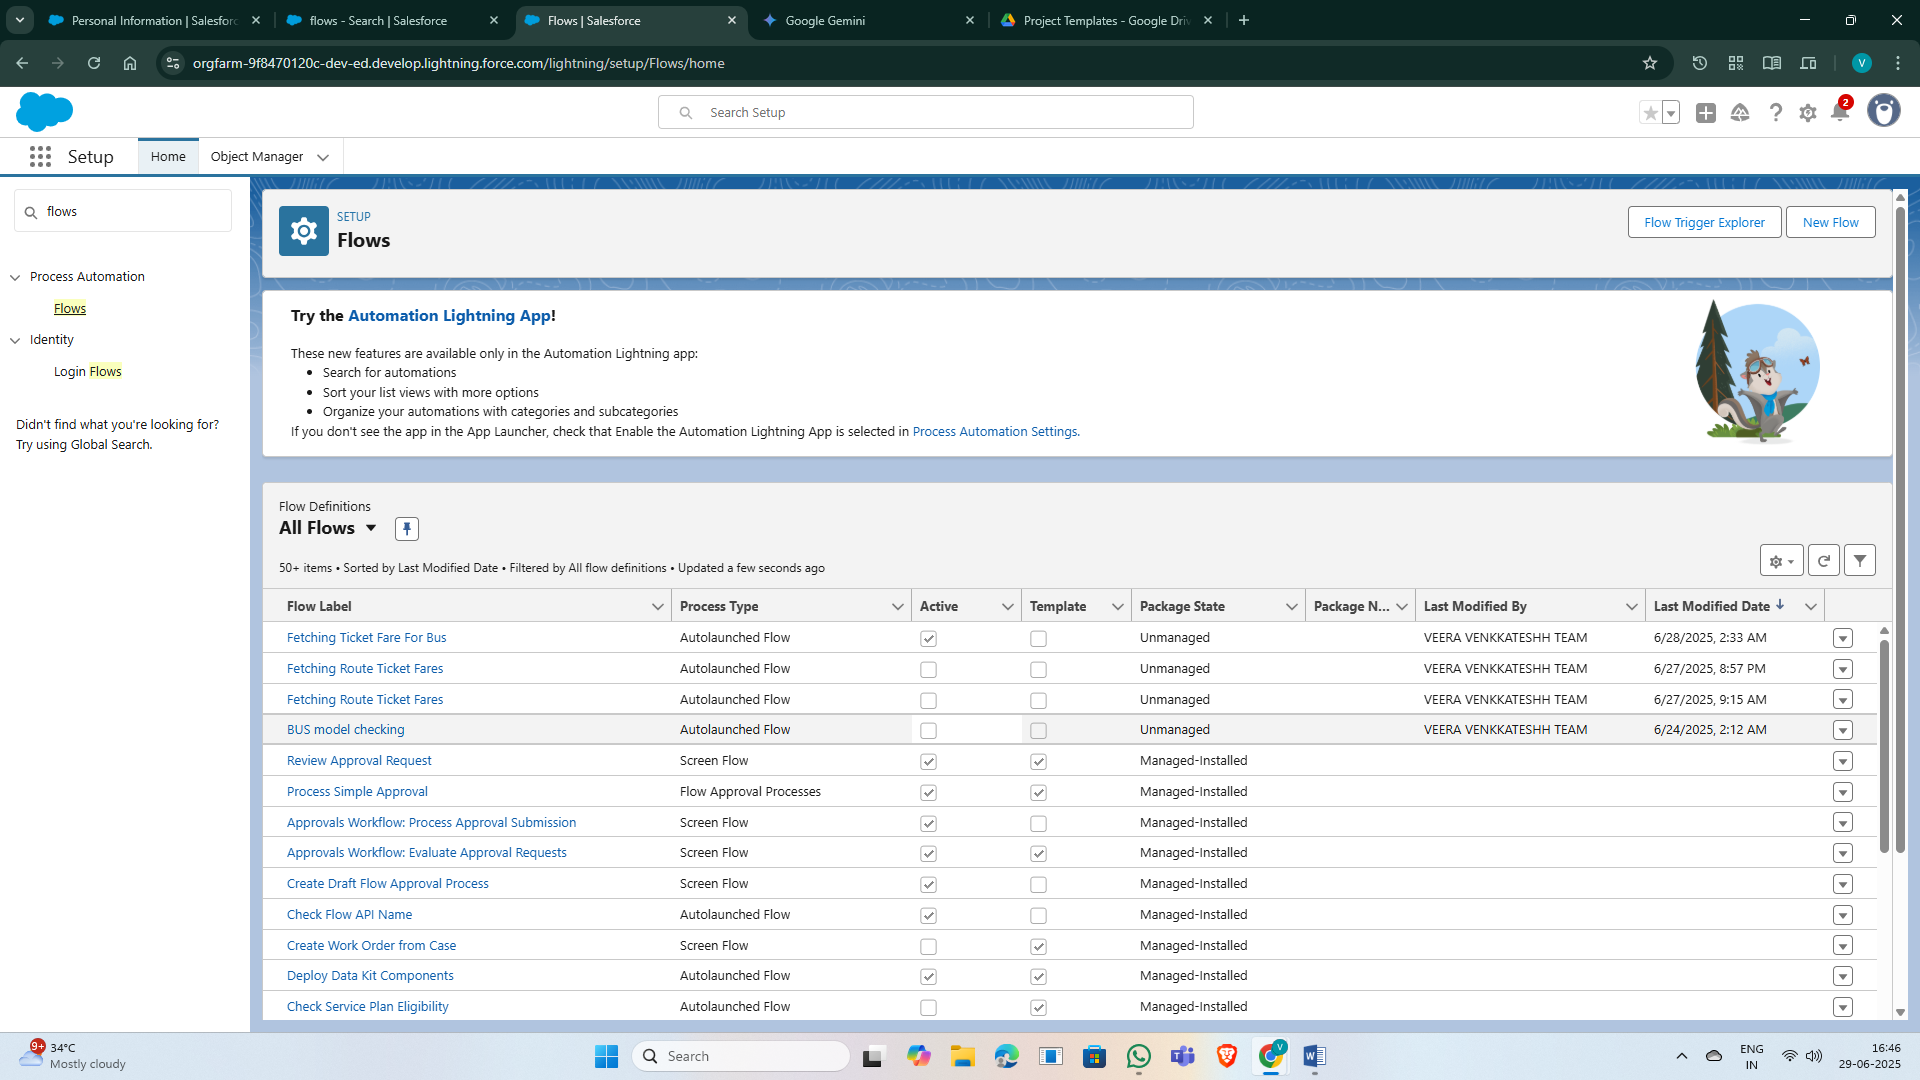 Personal Information | Salesforc
flows - Search | Salesforce
Flows | Salesforce
Google Gemini
Project Templates - Google Driv
orgfarm-9f8470120c-dev-ed.develop.lightning.force.com/lightning/setup/Flows/home
V
Search Setup
2
Setup
Home
Object Manager
flows
Process Automation
Flows
Identity
Login Flows
Didn't find what you're looking for?
Try using Global Search.
SETUP
Flows
Flow Trigger Explorer
New Flow
Try the Automation Lightning App!
These new features are available only in the Automation Lightning app:
• Search for automations
• Sort your list views with more options
• Organize your automations with categories and subcategories
If you don't see the app in the App Launcher, check that Enable the Automation Lightning App is selected in Process Automation Settings.
Flow Definitions
All Flows
50+ items • Sorted by Last Modified Date • Filtered by All flow definitions • Updated a few seconds ago
Flow Label Process Type Active Template Package State Package N... Last Modified By Last Modified Date
Fetching Ticket Fare For Bus Autolaunched Flow Unmanaged VEERA VENKKATESHH TEAM 6/28/2025, 2:33 AM
Fetching Route Ticket Fares Autolaunched Flow Unmanaged VEERA VENKKATESHH TEAM 6/27/2025, 8:57 PM
Fetching Route Ticket Fares Autolaunched Flow Unmanaged VEERA VENKKATESHH TEAM 6/27/2025, 9:15 AM
BUS model checking Autolaunched Flow Unmanaged VEERA VENKKATESHH TEAM 6/24/2025, 2:12 AM
Review Approval Request Screen Flow Managed-Installed
Process Simple Approval Flow Approval Processes Managed-Installed
Approvals Workflow: Process Approval Submission Screen Flow Managed-Installed
Approvals Workflow: Evaluate Approval Requests Screen Flow Managed-Installed
Create Draft Flow Approval Process Screen Flow Managed-Installed
Check Flow API Name Autolaunched Flow Managed-Installed
Create Work Order from Case Screen Flow Managed-Installed
Deploy Data Kit Components Autolaunched Flow Managed-Installed
Check Service Plan Eligibility Autolaunched Flow Managed-Installed
9+
34°C
Mostly cloudy
Search
V
W
ENG
IN
16:46
29-06-2025